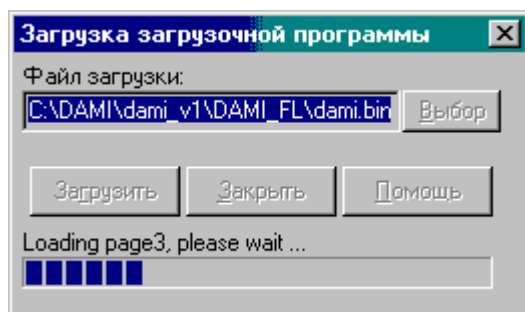 Загрузка загрузочной программы
Файл загрузки:
C:\DAMI\dami_v1\DAMI_FL\dami.bin Выбор
Загрузить Закрыть Помощь
Loading page3, please wait ...